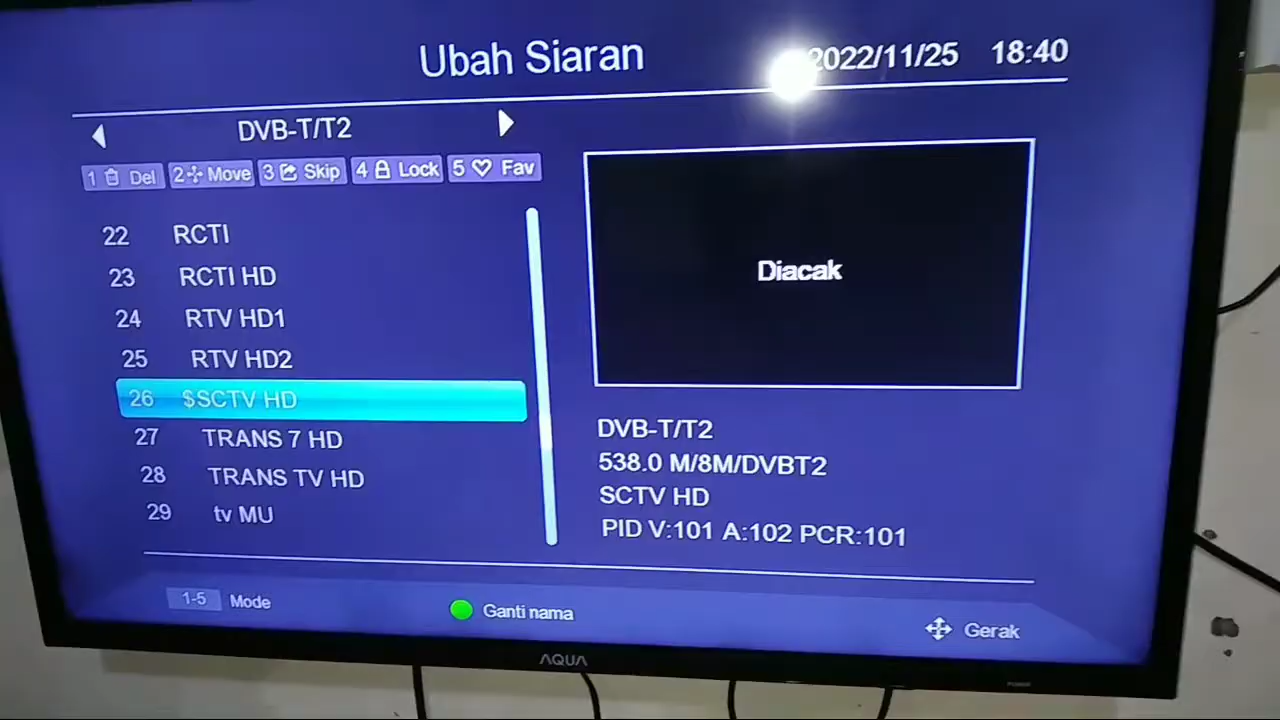 Ubah Siaran
2022/11/25 18:40
DVB-T/T2
1 Del 2 Move 3 Skip 4 Lock 5 Fav
22 RCTI
23 RCTI HD
24 RTV HD1
25 RTV HD2
26 $SCTV HD
27 TRANS 7 HD
28 TRANS TV HD
29 tv MU
Diacak
DVB-T/T2
538.0 M/8M/DVBT2
SCTV HD
PID V:101 A:102 PCR:101
1-5 Mode
Ganti nama
Gerak
AQUA
POWER